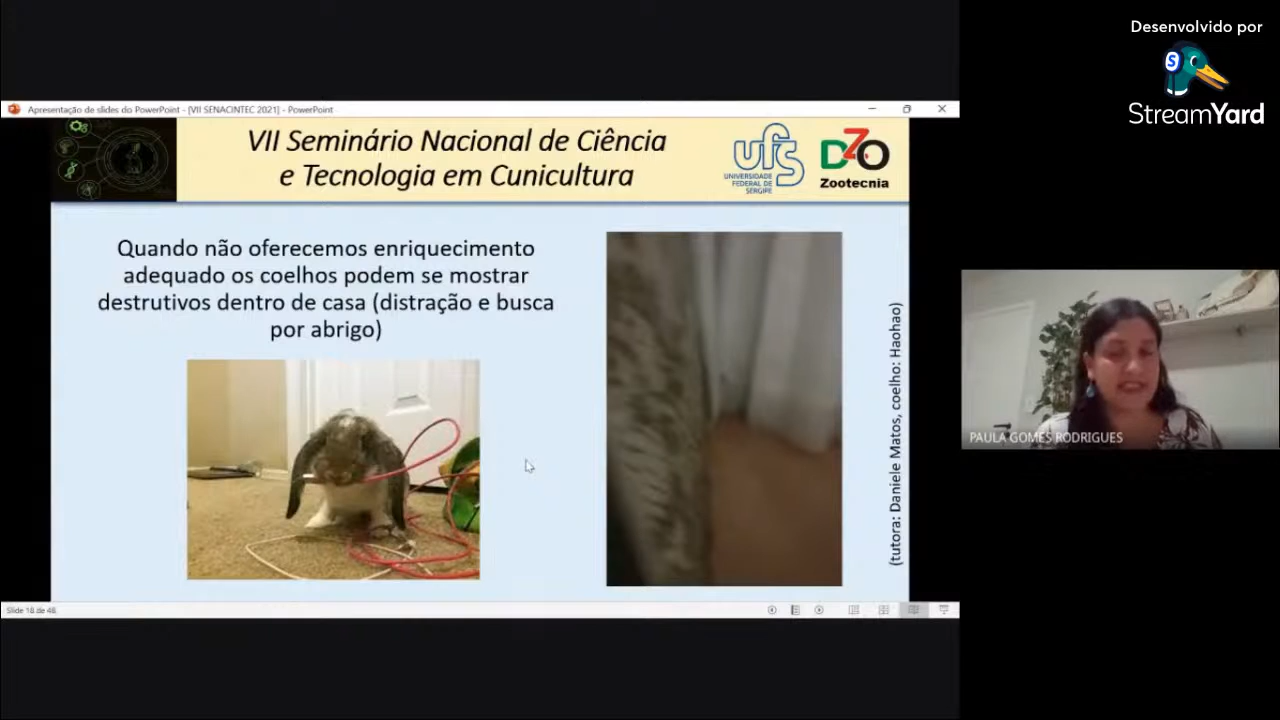 Desenvolvido por
StreamYard
Apresentação de slides do PowerPoint - [VII SENACINTEC 2021] - PowerPoint
VII Seminário Nacional de Ciência
e Tecnologia em Cunicultura
ufs
UNIVERSIDADE
FEDERAL DE
SERGIPE
DZO
Zootecnia
Quando não oferecemos enriquecimento
adequado os coelhos podem se mostrar
destrutivos dentro de casa (distração e busca
por abrigo)
(tutora: Daniele Matos, coelho: Haohao)
PAULA GOMES RODRIGUES
Slide 18 de 48